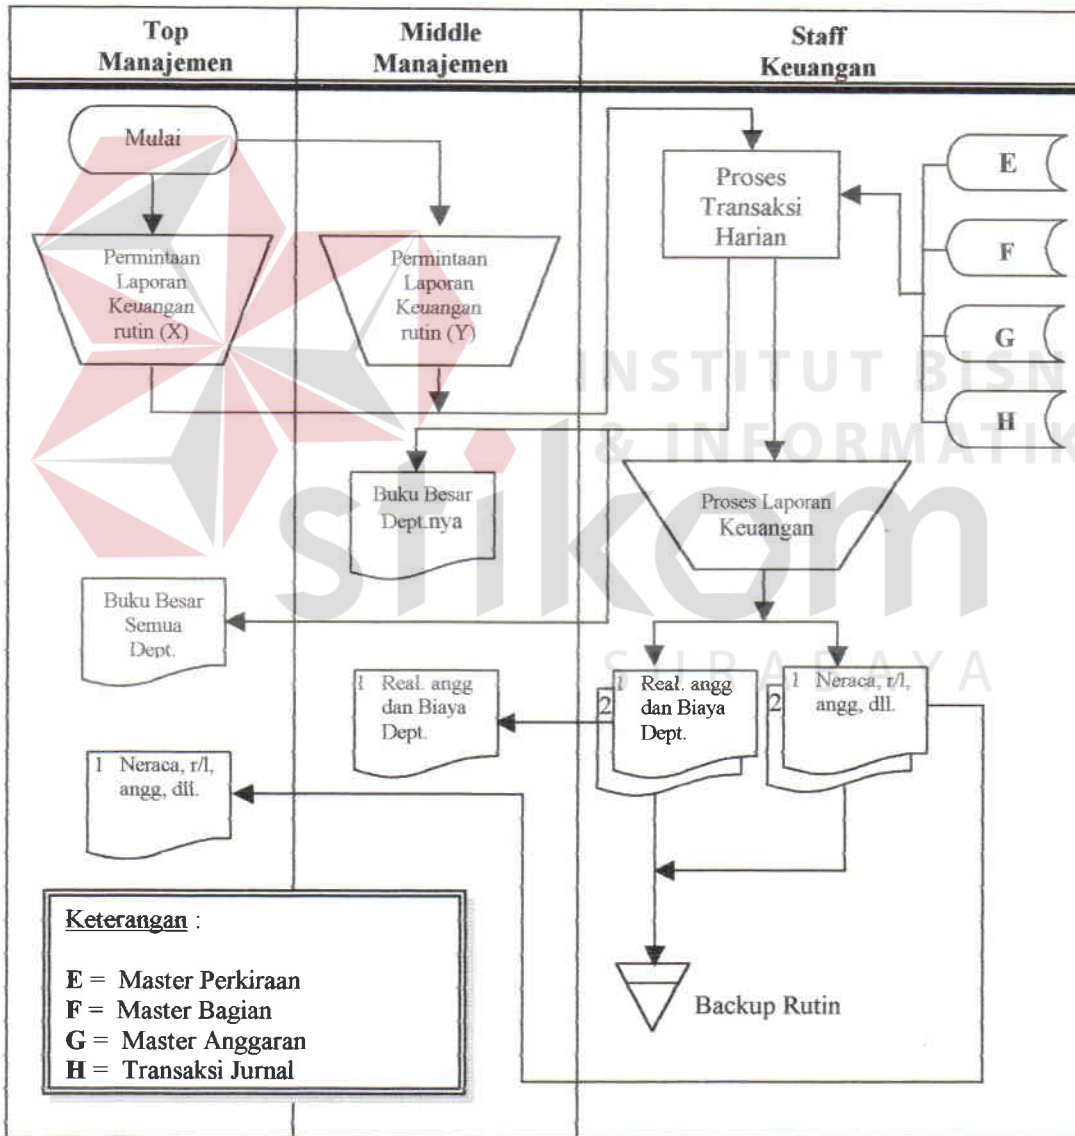 Top
Manajemen
Middle
Manajemen
Staff
Keuangan
Mulai
Permintaan
Laporan
Keuangan
rutin (X)
Permintaan
Laporan
Keuangan
rutin (Y)
Proses
Transaksi
Harian
E
F
G
H
INSTITUT BISN
& INFORMATIK
stikom
SURABAYA
Buku Besar
Dept.nya
Proses Laporan
Keuangan
Buku Besar
Semua
Dept.
1 Real. angg
dan Biaya
Dept.
2
1 Real. angg
dan Biaya
Dept.
2
1 Neraca, r/l,
angg, dll.
1 Neraca, r/l,
angg, dll.
Keterangan :
E = Master Perkiraan
F = Master Bagian
G = Master Anggaran
H = Transaksi Jurnal
Backup Rutin